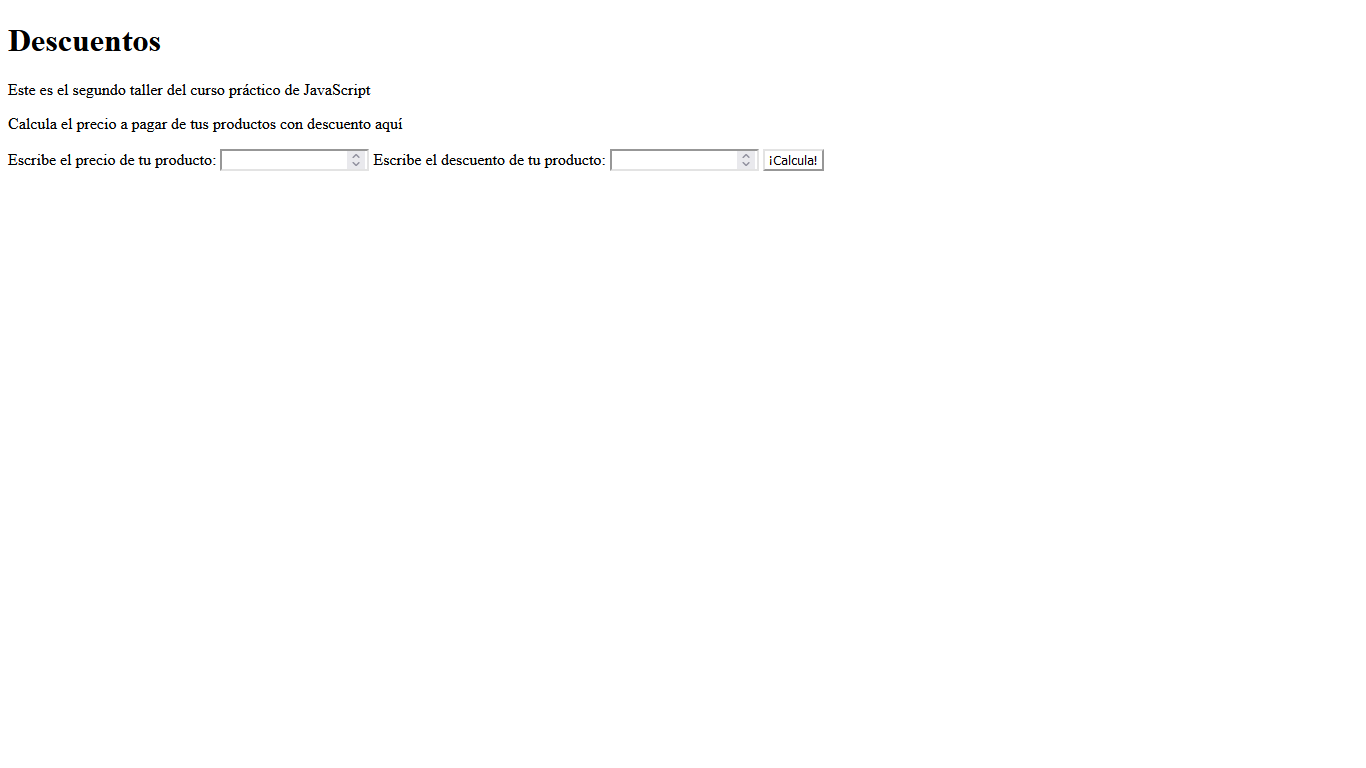 Descuentos
Este es el segundo taller del curso práctico de JavaScript
Calcula el precio a pagar de tus productos con descuento aquí
Escribe el precio de tu producto: Escribe el descuento de tu producto: ¡Calcula!